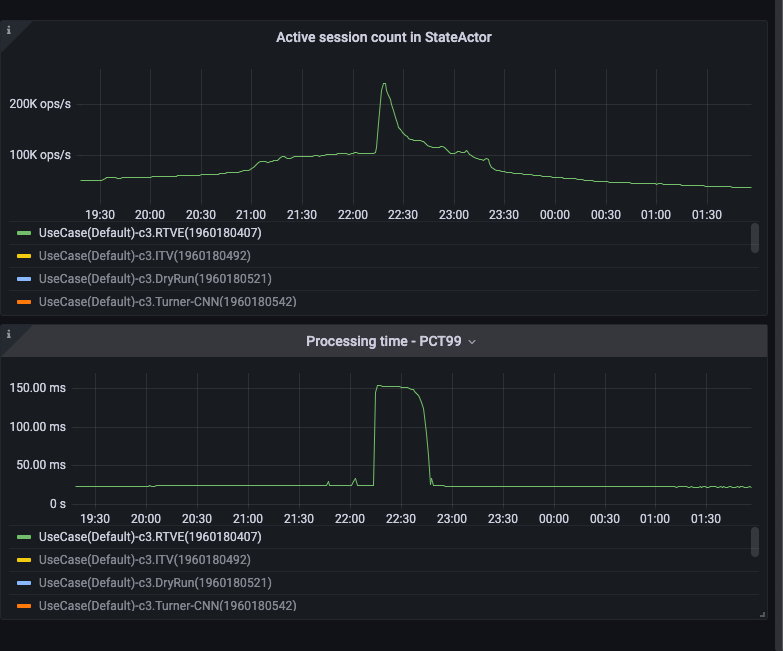 i
Active session count in StateActor
200K ops/s
100K ops/s
19:30 20:00 20:30 21:00 21:30 22:00 22:30 23:00 23:30 00:00 00:30 01:00 01:30
UseCase(Default)-c3.RTVE(1960180407)
UseCase(Default)-c3.ITV(1960180492)
UseCase(Default)-c3.DryRun(1960180521)
UseCase(Default)-c3.Turner-CNN(1960180542)
i
Processing time - PCT99
150.00 ms
100.00 ms
50.00 ms
0 s
19:30 20:00 20:30 21:00 21:30 22:00 22:30 23:00 23:30 00:00 00:30 01:00 01:30
UseCase(Default)-c3.RTVE(1960180407)
UseCase(Default)-c3.ITV(1960180492)
UseCase(Default)-c3.DryRun(1960180521)
UseCase(Default)-c3.Turner-CNN(1960180542)